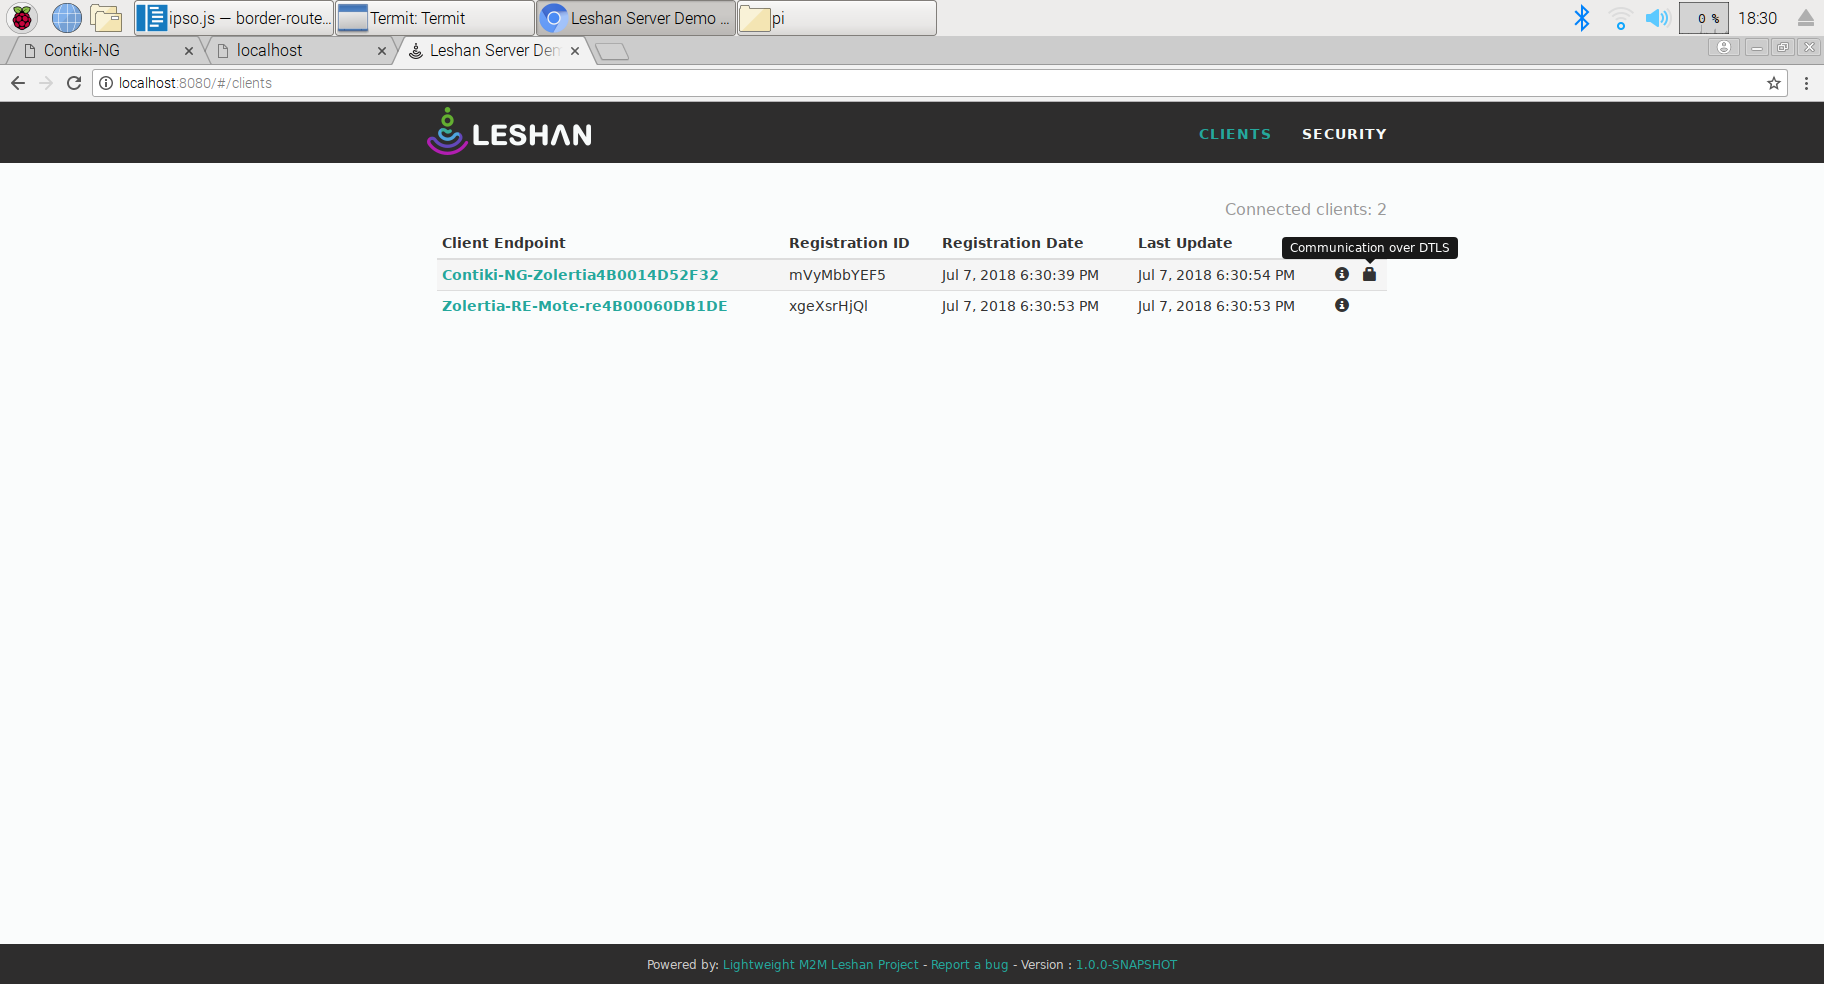 ipso.js — border-route... Termit: Termit Leshan Server Demo ... pi 0 % 18:30
Contiki-NG localhost Leshan Server Dem
localhost:8080/#/clients
LESHAN CLIENTS SECURITY
Connected clients: 2
Client Endpoint Registration ID Registration Date Last Update Communication over DTLS
Contiki-NG-Zolertia4B0014D52F32 mVyMbbYEF5 Jul 7, 2018 6:30:39 PM Jul 7, 2018 6:30:54 PM
Zolertia-RE-Mote-re4B00060DB1DE xgeXsrHjQl Jul 7, 2018 6:30:53 PM Jul 7, 2018 6:30:53 PM
Powered by: Lightweight M2M Leshan Project - Report a bug - Version : 1.0.0-SNAPSHOT